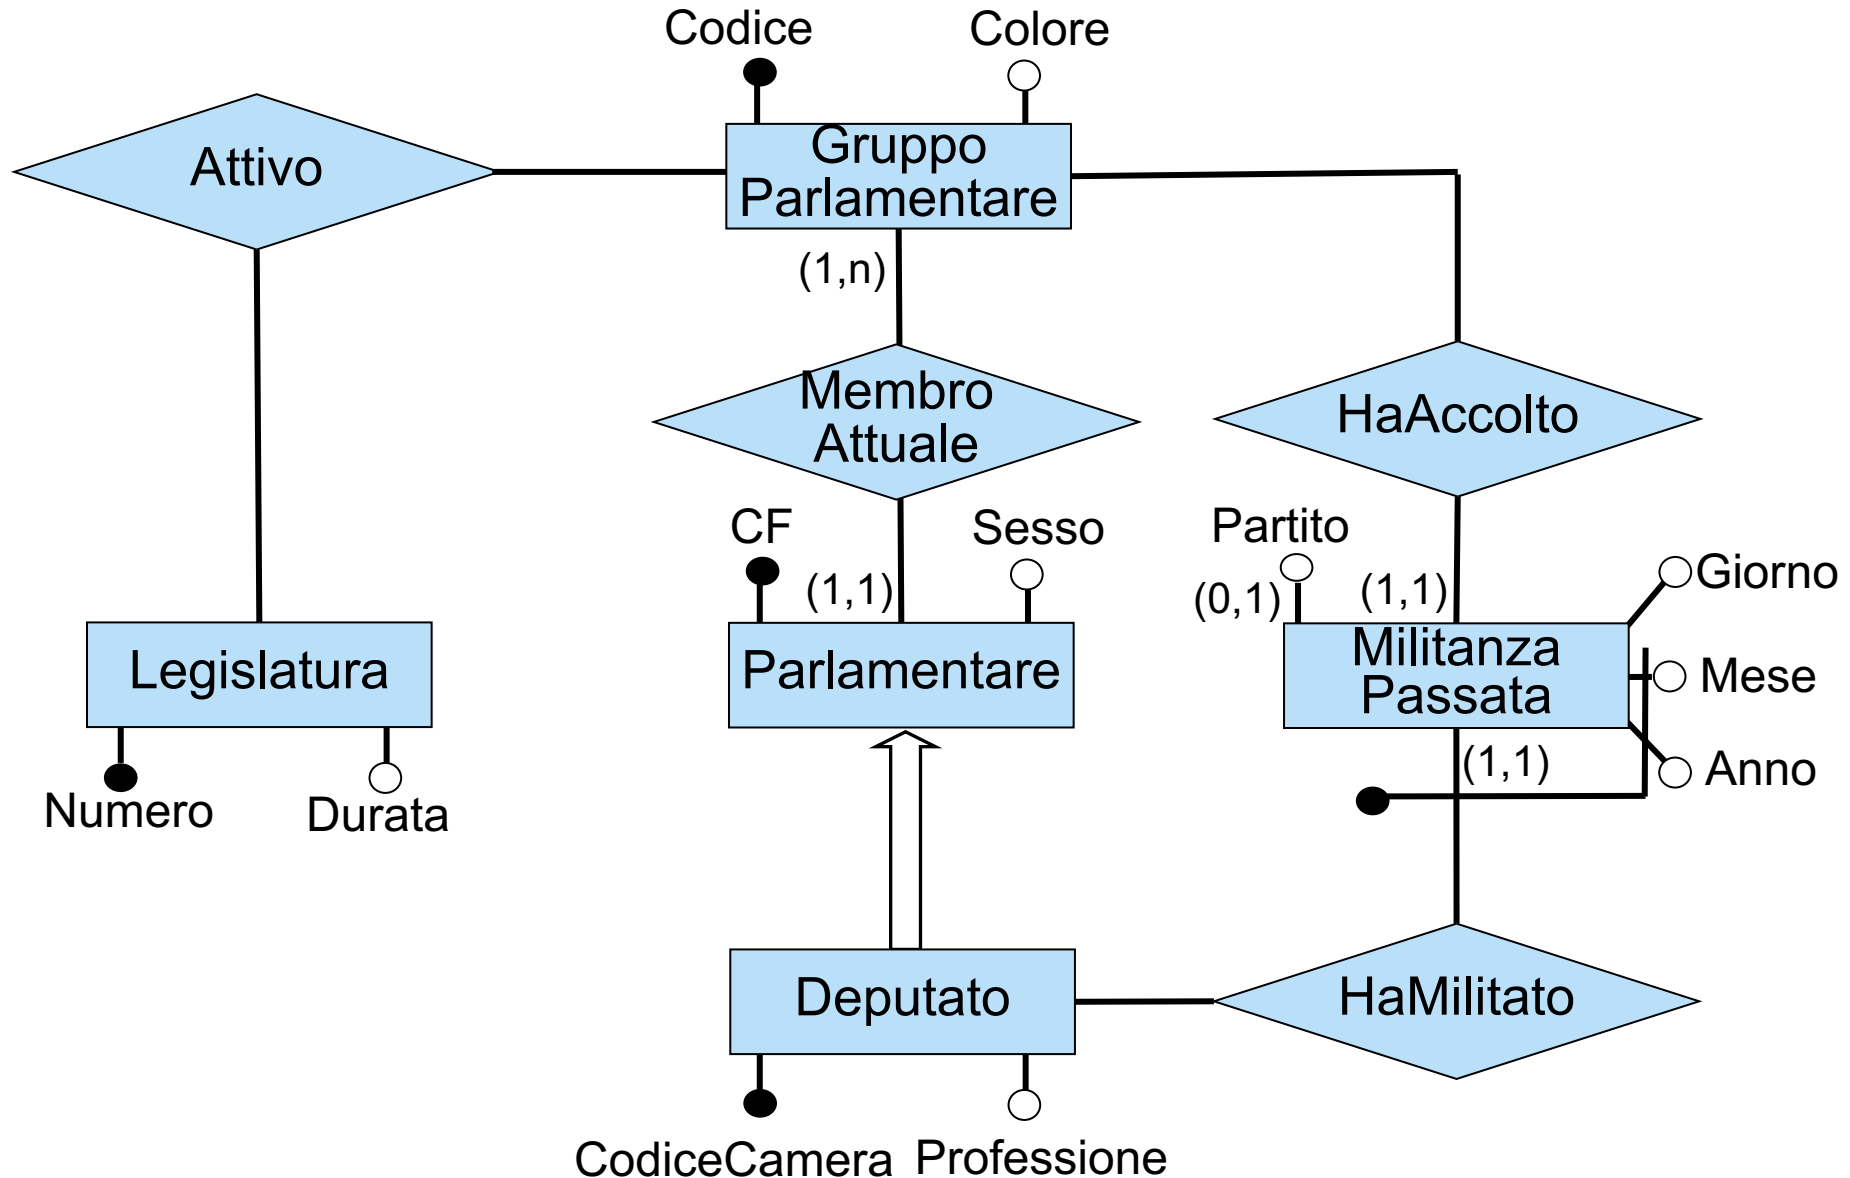 Codice
Colore
Attivo
Gruppo
Parlamentare
(1,n)
Membro
Attuale
HaAccolto
CF
Sesso
Partito
(1,1)
(0,1)
(1,1)
Giorno
Legislatura
Parlamentare
Militanza
Passata
Mese
(1,1)
Anno
Numero
Durata
Deputato
HaMilitato
CodiceCamera
Professione